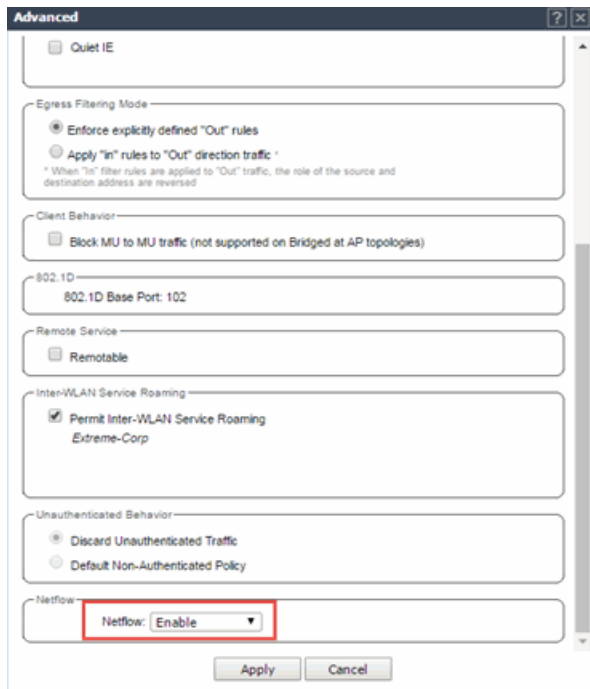 Advanced
?
Quiet IE
Egress Filtering Mode
Enforce explicitly defined "Out" rules
Apply "In" rules to "Out" direction traffic *
* When "In" filter rules are applied to "Out" traffic, the role of the source and
destination address are reversed
Client Behavior
Block MU to MU traffic (not supported on Bridged at AP topologies)
802.1D
802.1D Base Port: 102
Remote Service
Remotable
Inter-WLAN Service Roaming
Permit Inter-WLAN Service Roaming
Extreme-Corp
Unauthenticated Behavior
Discard Unauthenticated Traffic
Default Non-Authenticated Policy
Netflow
Netflow: Enable
Apply Cancel